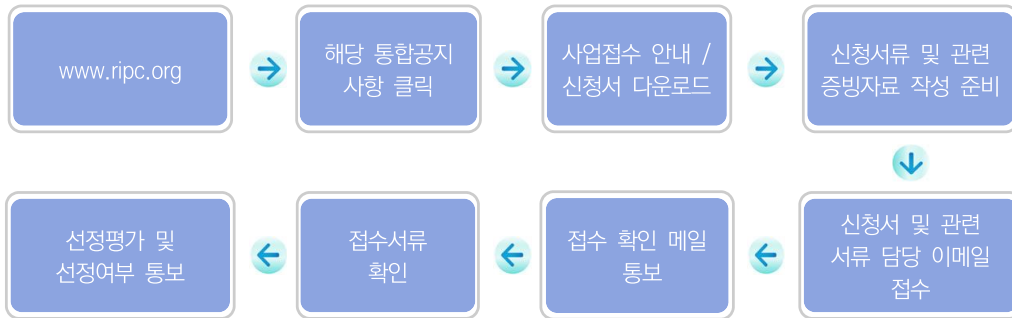 www.ripc.org
해당 통합공지
사항 클릭
사업접수 안내 /
신청서 다운로드
신청서류 및 관련
증빙자료 작성 준비
신청서 및 관련
서류 담당 이메일
접수
접수 확인 메일
통보
접수서류
확인
선정평가 및
선정여부 통보